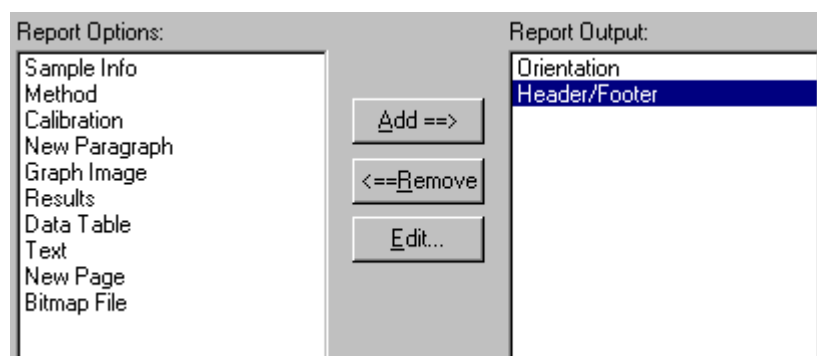 Report Options:
Sample Info
Method
Calibration
New Paragraph
Graph Image
Results
Data Table
Text
New Page
Bitmap File
Add ==>
<==Remove
Edit...
Report Output:
Orientation
Header/Footer